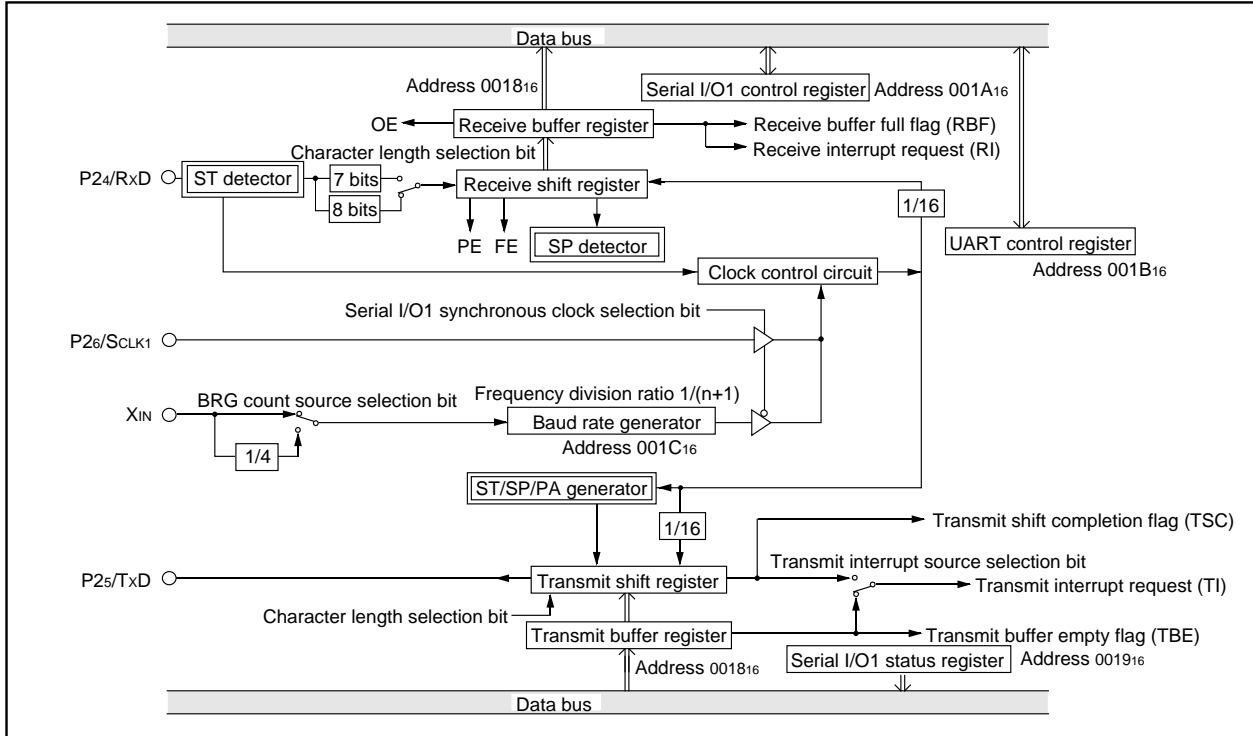 Data bus
Address 001816
Serial I/O1 control register
Address 001A16
OE
Receive buffer register
Receive buffer full flag (RBF)
Receive interrupt request (RI)
Character length selection bit
P24/RXD
ST detector
7 bits
8 bits
Receive shift register
1/16
PE
FE
SP detector
UART control register
Address 001B16
Clock control circuit
Serial I/O1 synchronous clock selection bit
P26/SCLK1
XIN
BRG count source selection bit
Frequency division ratio 1/(n+1)
Baud rate generator
Address 001C16
1/4
ST/SP/PA generator
1/16
Transmit shift completion flag (TSC)
Transmit interrupt source selection bit
P25/TXD
Transmit shift register
Transmit interrupt request (TI)
Character length selection bit
Transmit buffer register
Transmit buffer empty flag (TBE)
Address 001816
Serial I/O1 status register
Address 001916
Data bus